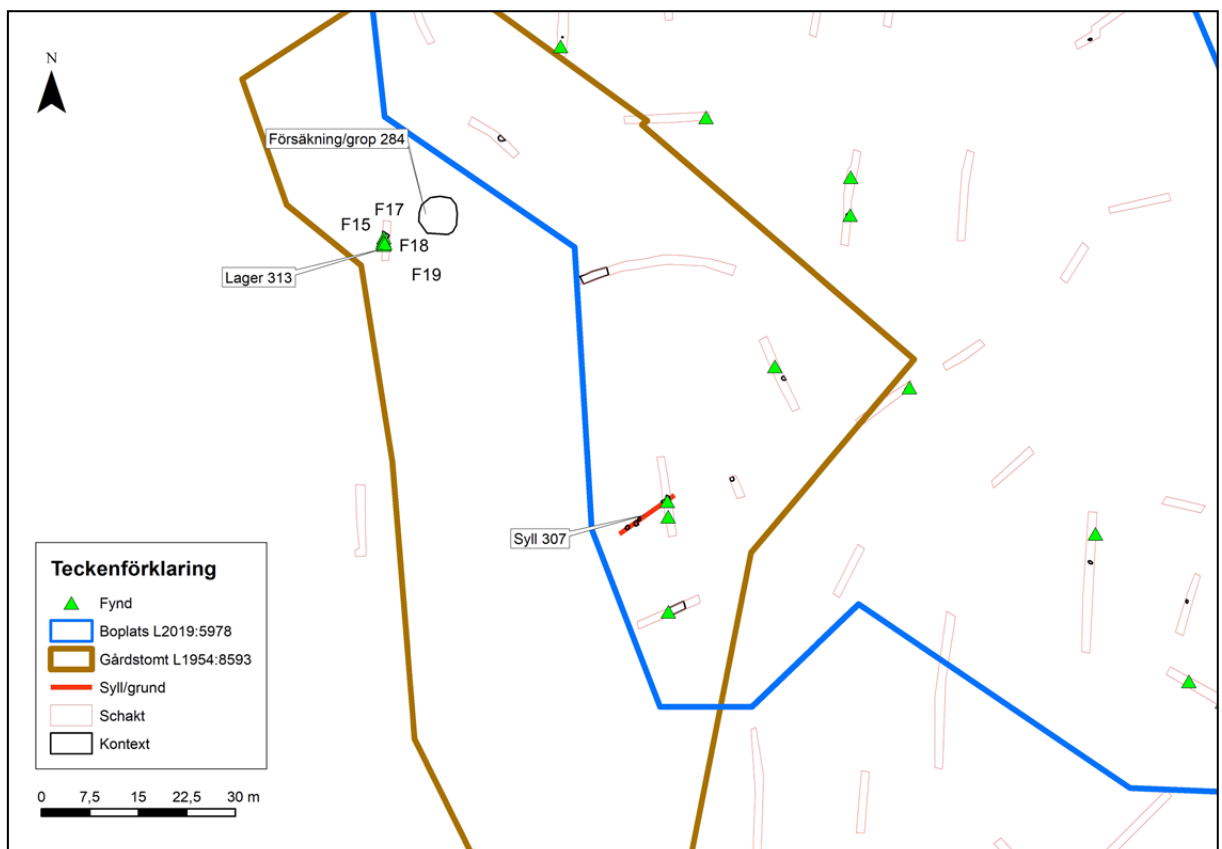 N
Försäkning/grop 284
F17
F15
F18
Lager 313
F19
Syll 307
Teckenförklaring
Fynd
Boplats L2019:5978
Gårdstomt L1954:8593
Syll/grund
Schakt
Kontext
0 7,5 15 22,5 30 m